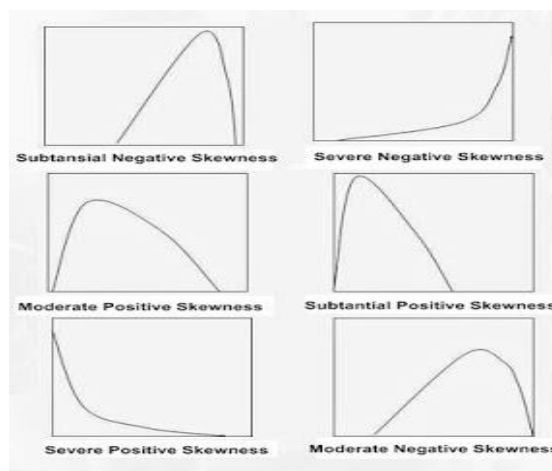 Subtansial Negative Skewness
Severe Negative Skewness
Moderate Positive Skewness
Subtantial Positive Skewness
Severe Positive Skewness
Moderate Negative Skewness